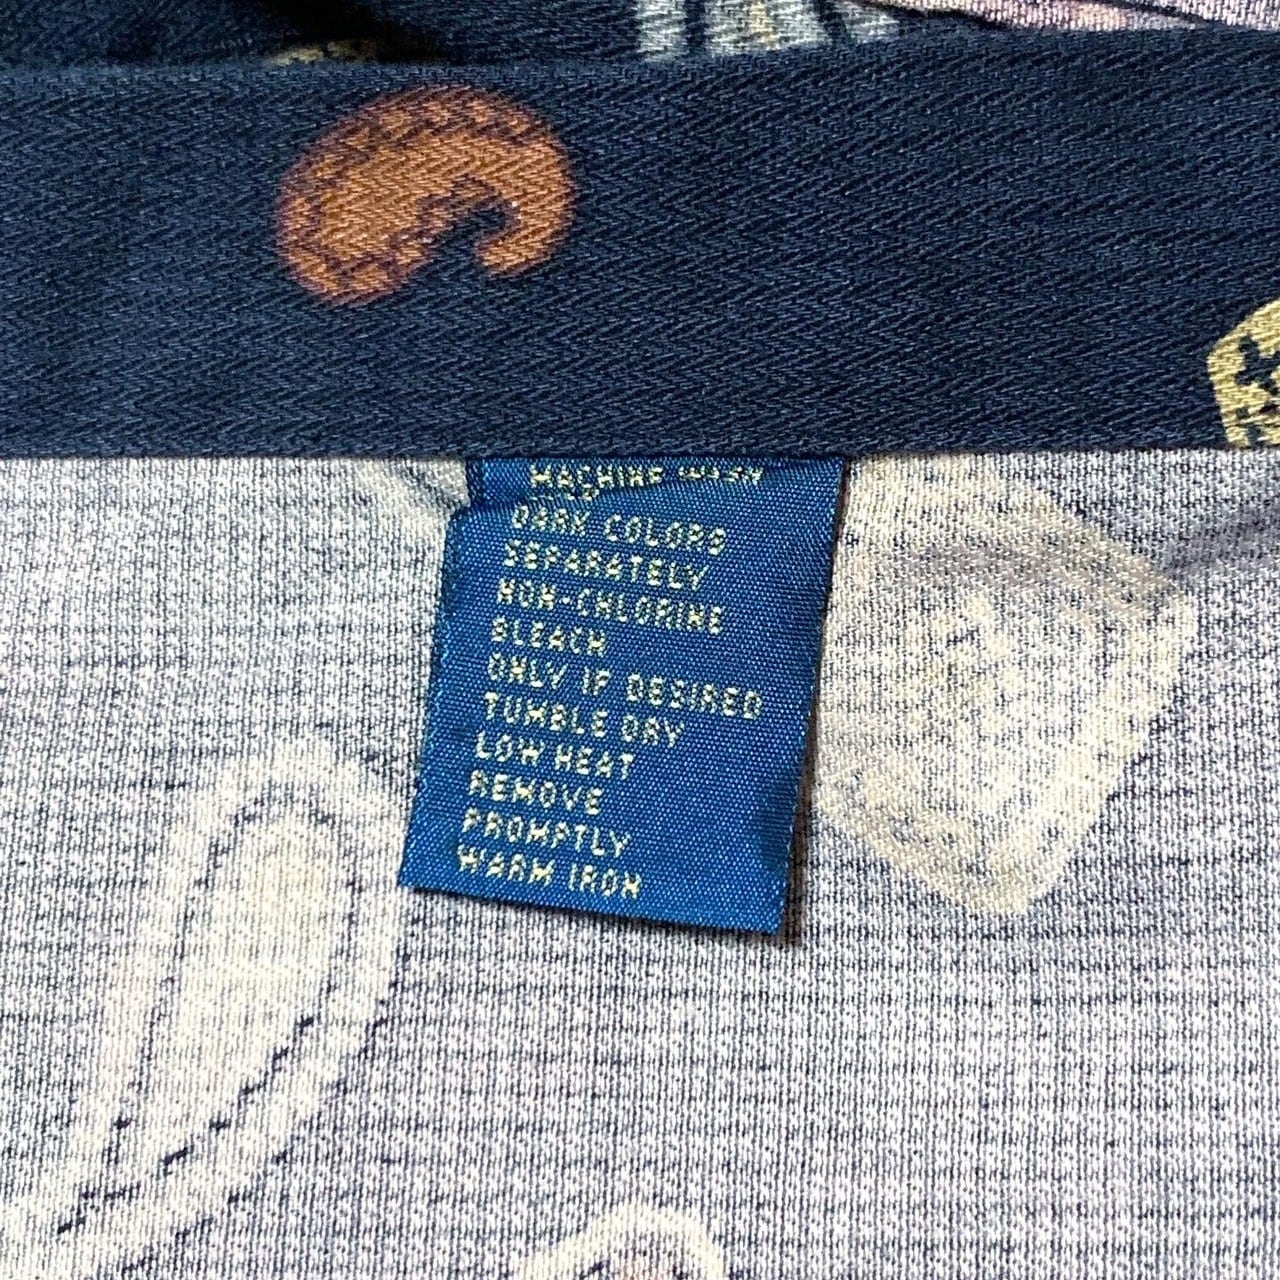 MACHINE WASH
DARK COLORS
SEPARATELY
NON-CHLORINE
BLEACH
ONLY IF DESIRED
TUMBLE DRY
LOW HEAT
REMOVE
PROMPTLY
WARM IRON